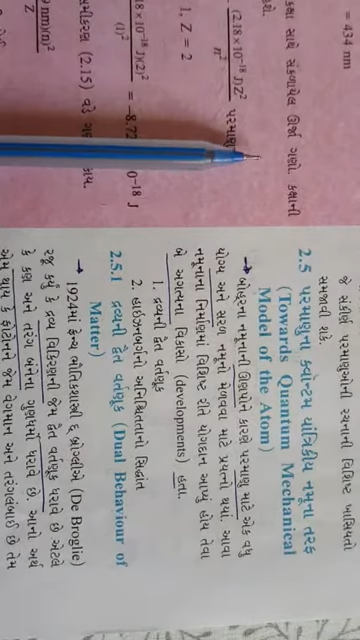 = 434 nm
કક્ષા સાથે સંકળાયેલ ઊર્જા ગણો. કક્ષાની
હશે.
(2.18 × 10⁻¹⁸ J)Z²
n²
પરમાણુ
1, Z = 2
18 × 10⁻¹⁸ J)(2)²
(1)²
= –8.72
0⁻¹⁸ J
સમીકરણ (2.15) વડે
કાય.
nm)(n)²
Z
જે સંકીર્ણ પરમાણુઓની રચનાની વિશિષ્ટ ખાસિયતો
સમજાવી શકે.
2.5 પરમાણુના ક્વૉન્ટમ યાંત્રિકીય નમૂના તરફ
(Towards Quantum Mechanical
Model of the Atom)
બોહ્રના નમૂનાની ઊણપોને કારણે પરમાણુ માટે એક વધુ
યોગ્ય અને સરળ નમૂનો મેળવવા માટે પ્રયત્નો થયાં. આવા
નમૂનાના નિર્માણમાં વિશિષ્ટ રીતે યોગદાન આપ્યું હોય તેવા
બે અગત્યના વિકાસો (developments) હતા.
1. દ્રવ્યની દ્વૈત વર્તણૂક
2. હાઈઝનબર્ગનો અનિશ્ચિતતાનો સિદ્ધાંત
2.5.1 દ્રવ્યની દ્વૈત વર્તણૂક (Dual Behaviour of
Matter)
1924માં ફ્રેન્ચ ભૌતિકશાસ્ત્રી દ બ્રોગ્લીએ (De Broglie)
રજૂ કર્યું કે દ્રવ્ય વિકિરણની જેમ દ્વૈત વર્તણૂક ધરાવે છે એટલે
કે કણ અને તરંગ બંનેના ગુણધર્મો ધરાવે છે. આનો અર્થ
એમ થાય કે ફોટોનને જેમ વેગમાન અને તરંગલંબાઈ છે તેમ